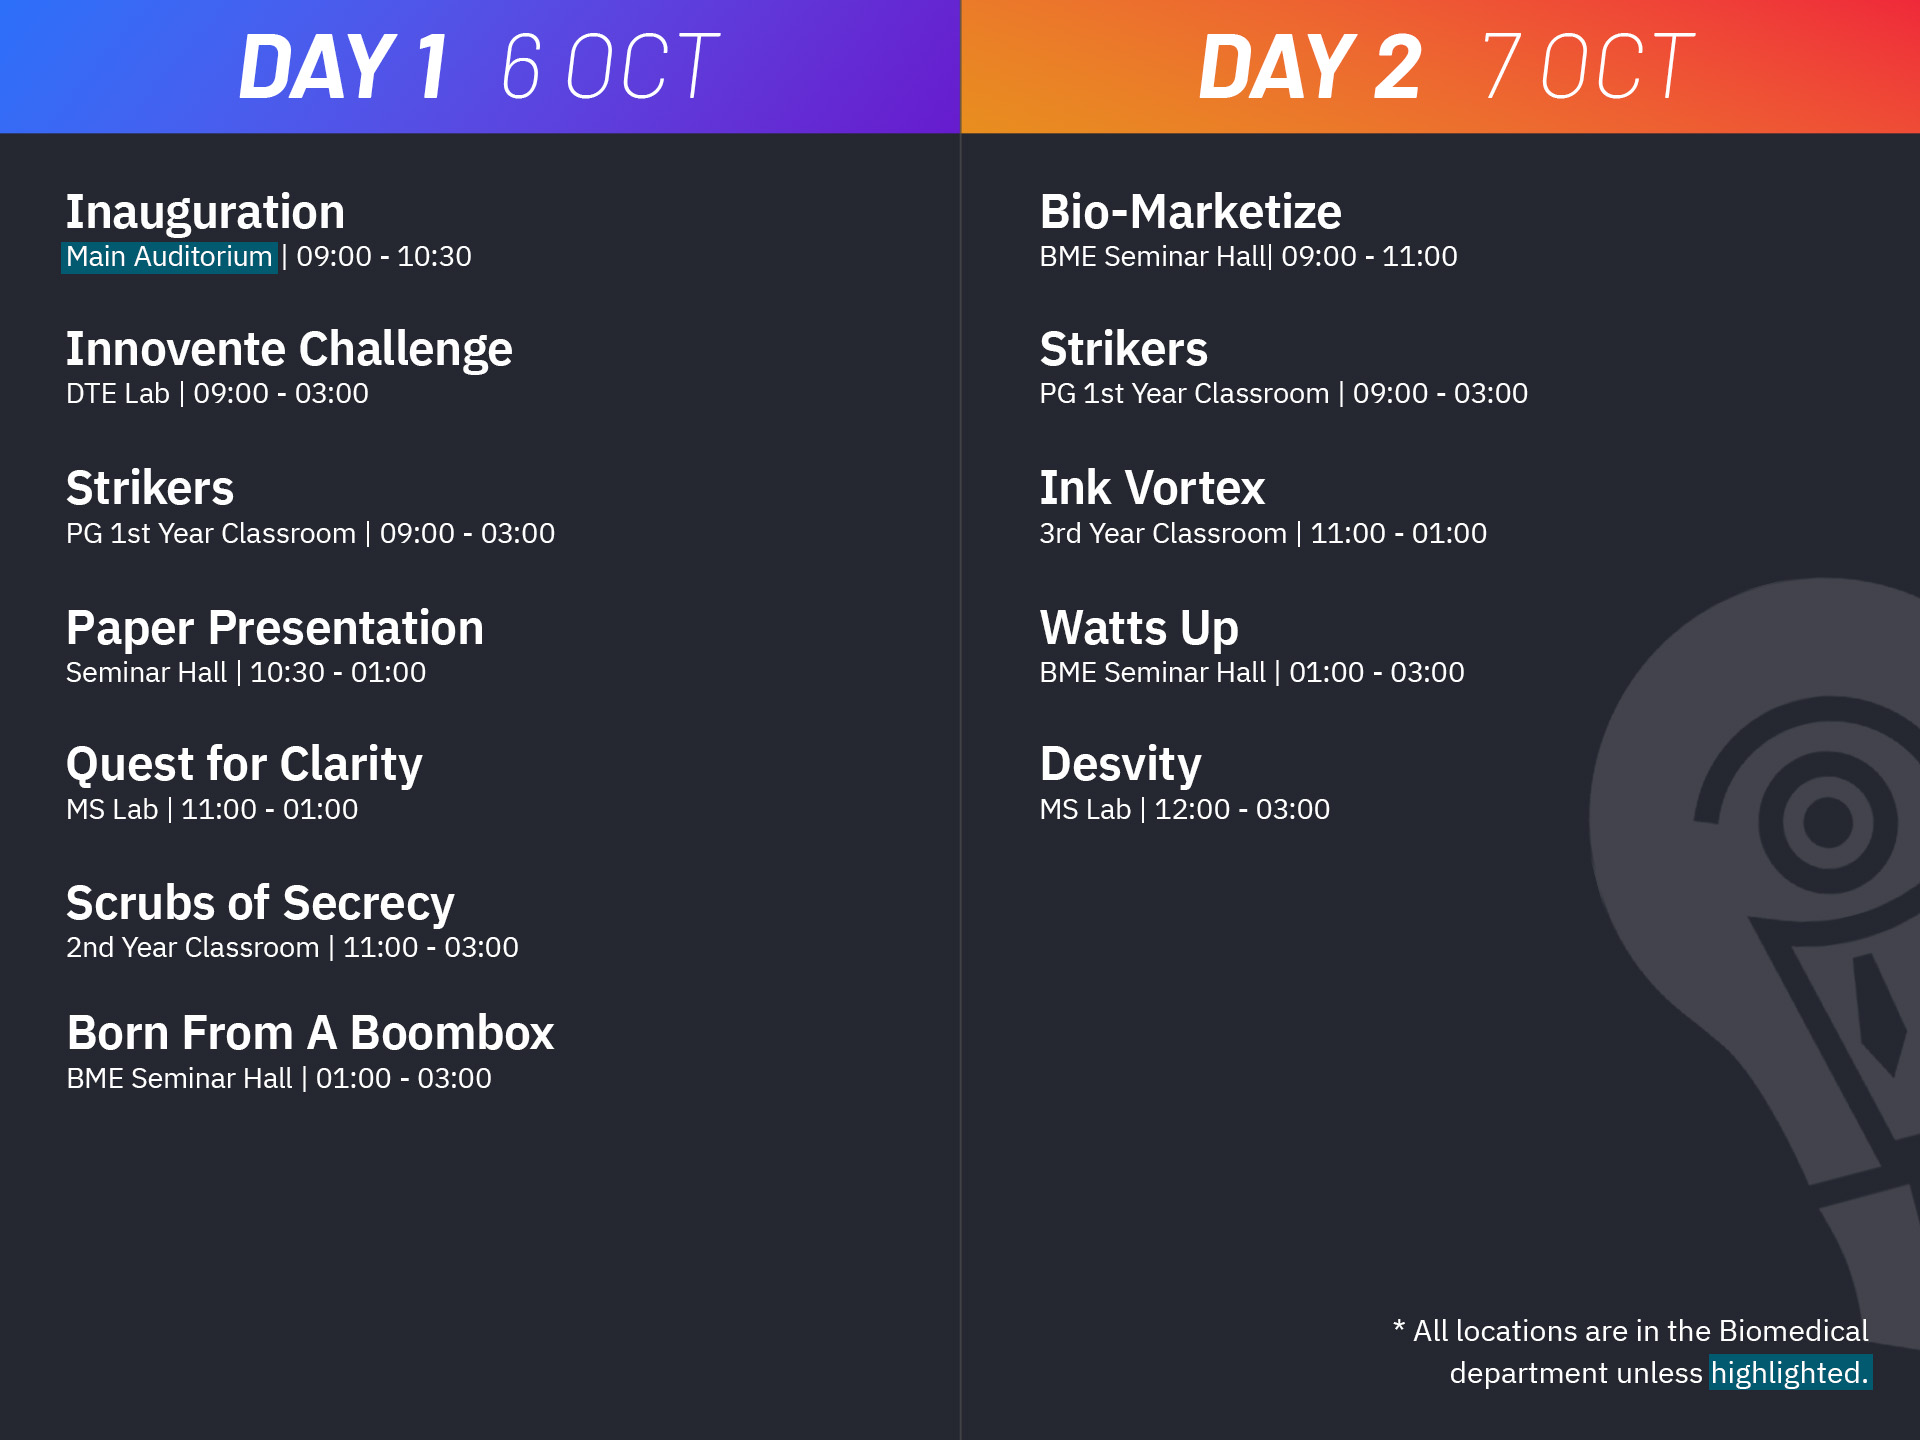 DAY 1 6 OCT
Inauguration
Main Auditorium | 09:00 - 10:30
Innovente Challenge
DTE Lab | 09:00 - 03:00
Strikers
PG 1st Year Classroom | 09:00 - 03:00
Paper Presentation
Seminar Hall | 10:30 - 01:00
Quest for Clarity
MS Lab | 11:00 - 01:00
Scrubs of Secrecy
2nd Year Classroom | 11:00 - 03:00
Born From A Boombox
BME Seminar Hall | 01:00 - 03:00
DAY 2 7 OCT
Bio-Marketize
BME Seminar Hall| 09:00 - 11:00
Strikers
PG 1st Year Classroom | 09:00 - 03:00
Ink Vortex
3rd Year Classroom | 11:00 - 01:00
Watts Up
BME Seminar Hall | 01:00 - 03:00
Desvity
MS Lab | 12:00 - 03:00
* All locations are in the Biomedical
department unless highlighted.